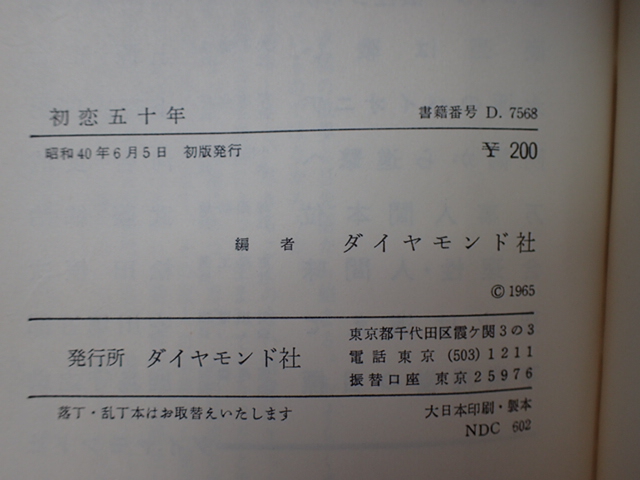 初恋五十年
書籍番号 D. 7568
昭和40年6月5日 初版発行
¥ 200
編者 ダイヤモンド社
© 1965
発行所 ダイヤモンド社
東京都千代田区霞ケ関3の3
電話 東京 (503) 1211
振替口座 東京 25976
落丁・乱丁本はお取替えいたします
大日本印刷・製本
NDC 602